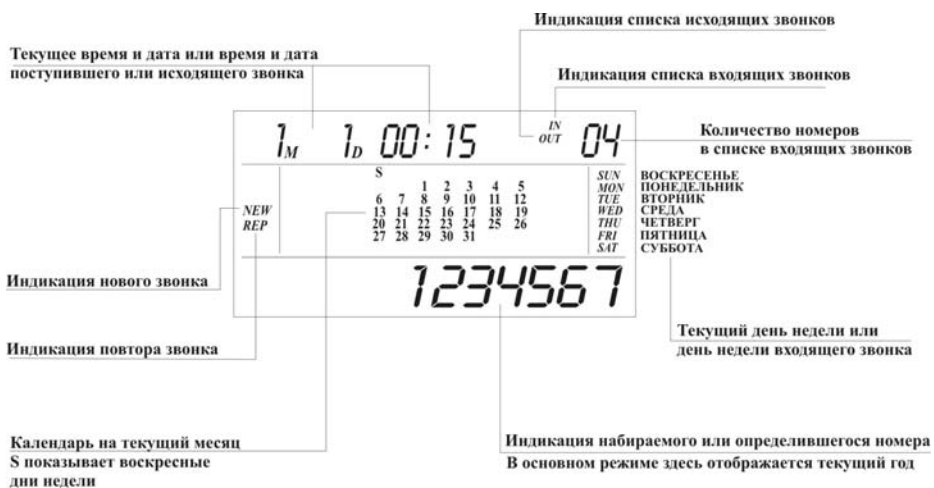 Индикация списка исходящих звонков
Текущее время и дата или время и дата
поступившего или исходящего звонка
Индикация списка входящих звонков
1M 1D 00:15 IN OUT 04
Количество номеров
в списке входящих звонков
S
1 2 3 4 5
6 7 8 9 10 11 12
13 14 15 16 17 18 19
20 21 22 23 24 25 26
27 28 29 30 31
NEW
REP
SUN ВОСКРЕСЕНЬЕ
MON ПОНЕДЕЛЬНИК
TUE ВТОРНИК
WED СРЕДА
THU ЧЕТВЕРГ
FRI ПЯТНИЦА
SAT СУББОТА
Индикация нового звонка
1234567
Текущий день недели или
день недели входящего звонка
Индикация повтора звонка
Календарь на текущий месяц
S показывает воскресные
дни недели
Индикация набираемого или определившегося номера
В основном режиме здесь отображается текущий год